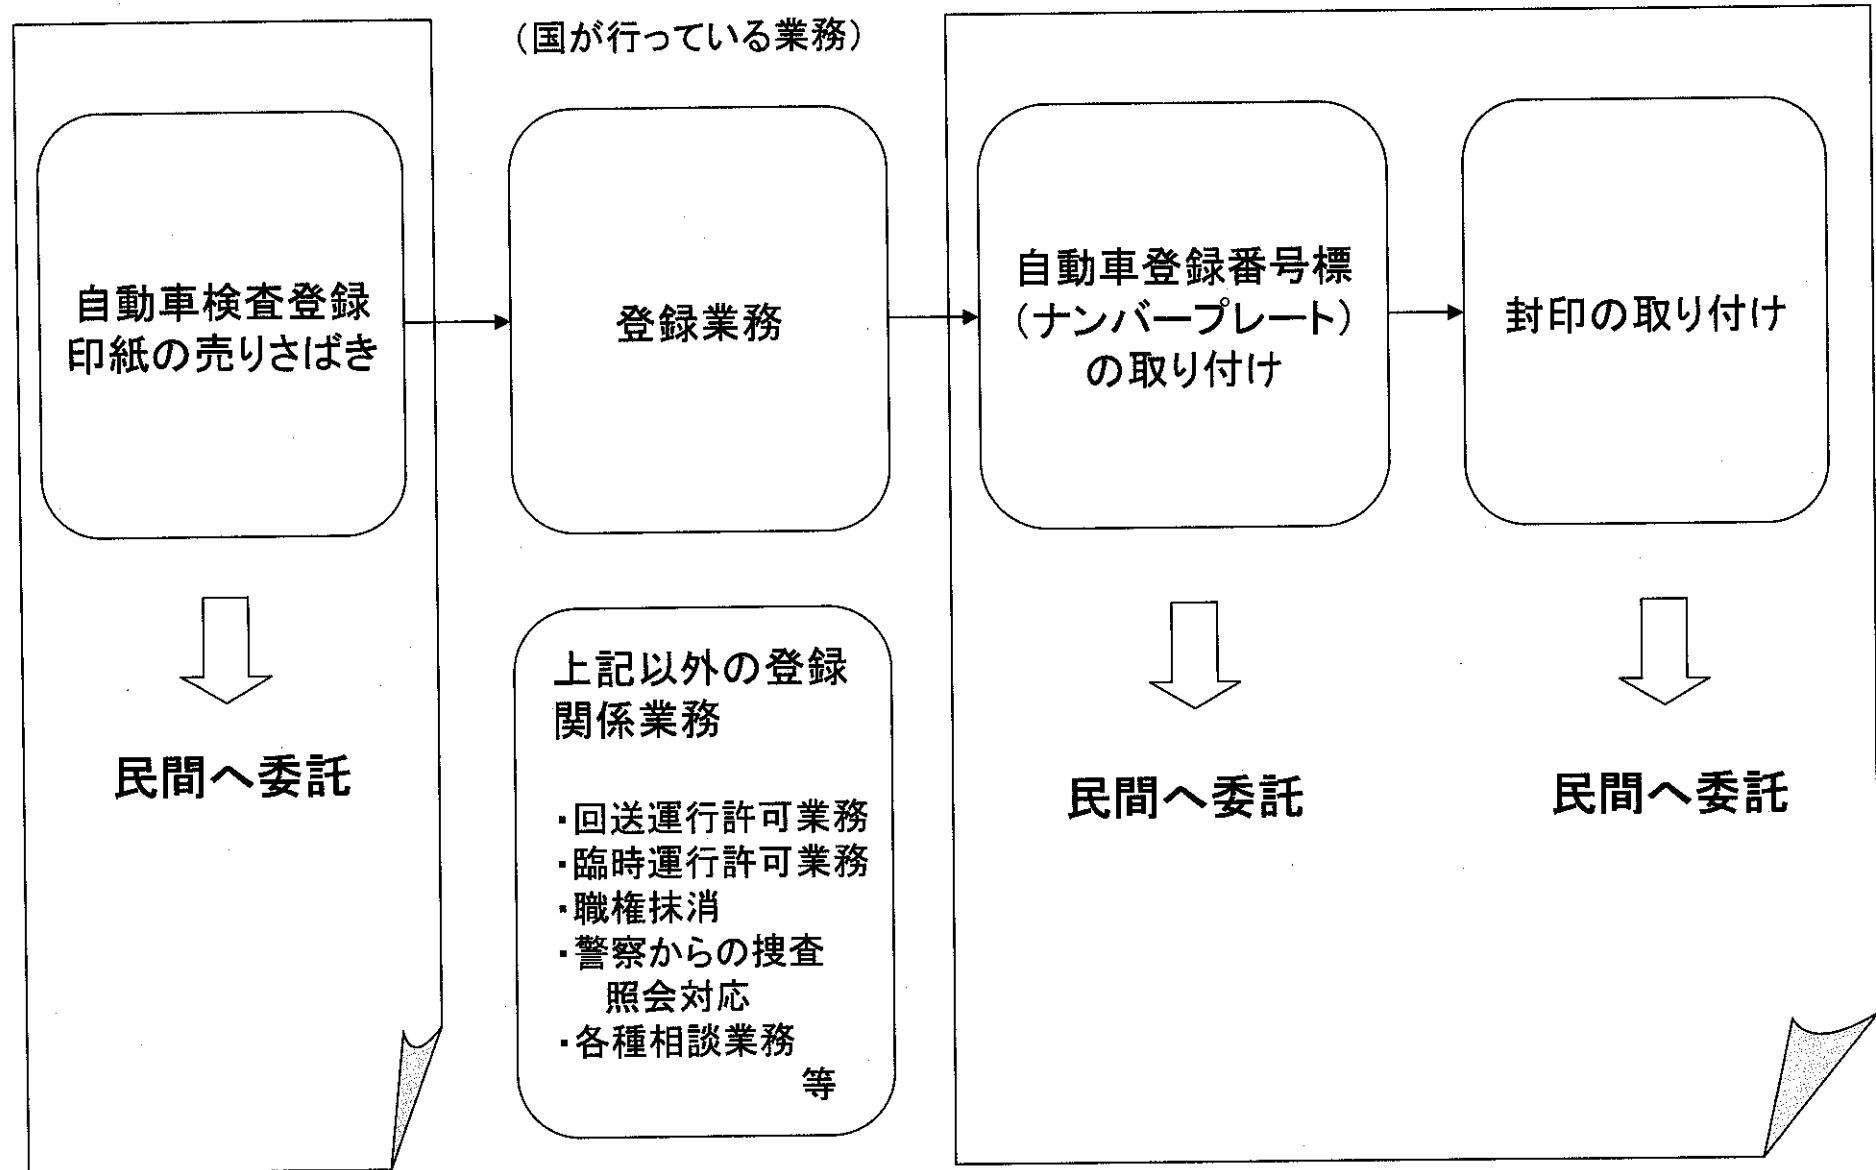 （国が行っている業務）
自動車検査登録
印紙の売りさばき
登録業務
自動車登録番号標
（ナンバープレート）
の取り付け
封印の取り付け
民間へ委託
上記以外の登録
関係業務
・回送運行許可業務
・臨時運行許可業務
・職権抹消
・警察からの捜査
照会対応
・各種相談業務
等
民間へ委託
民間へ委託